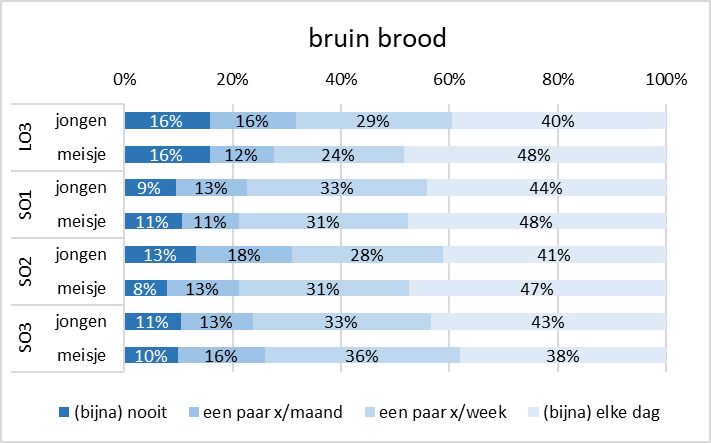 bruin brood
0% 20% 40% 60% 80% 100%
LO3
jongen 16% 16% 29% 40%
meisje 16% 12% 24% 48%
SO1
jongen 9% 13% 33% 44%
meisje 11% 11% 31% 48%
SO2
jongen 13% 18% 28% 41%
meisje 8% 13% 31% 47%
SO3
jongen 11% 13% 33% 43%
meisje 10% 16% 36% 38%
(bijna) nooit een paar x/maand een paar x/week (bijna) elke dag